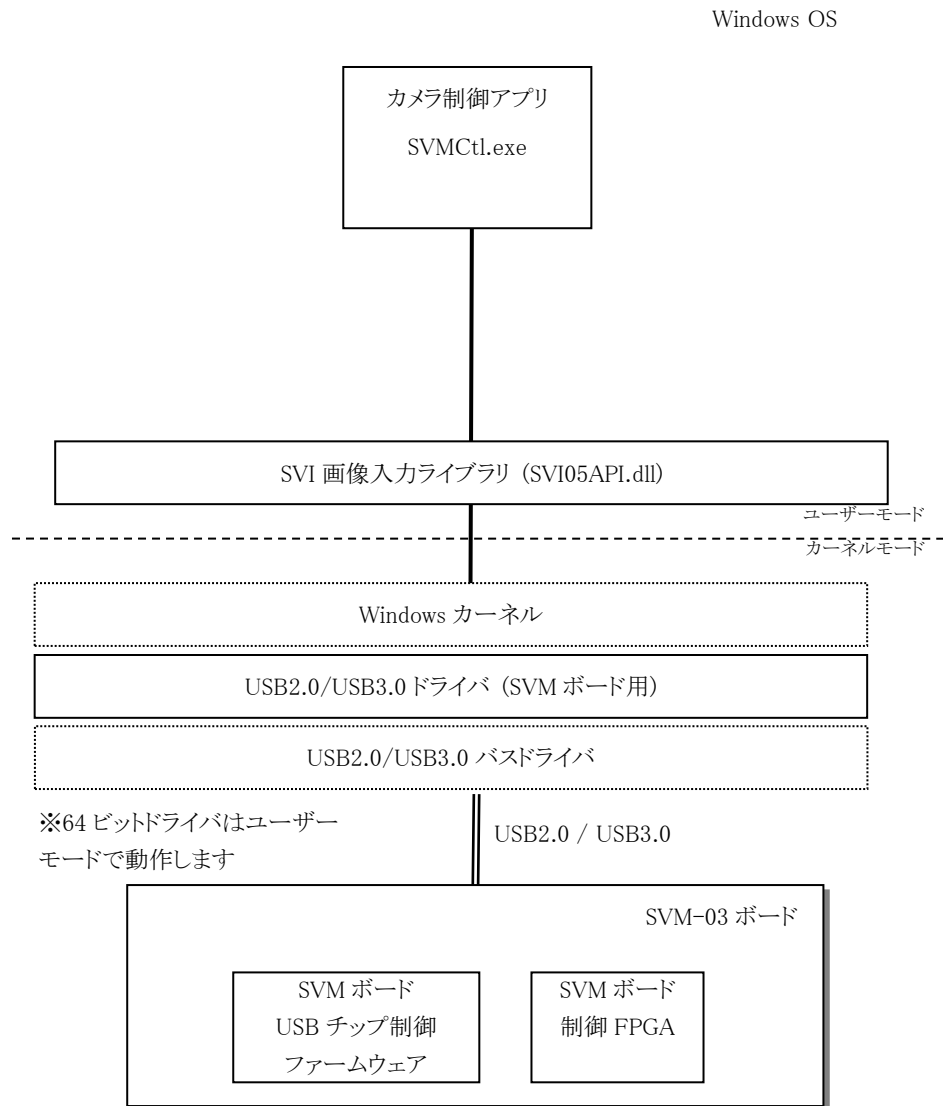 Windows OS
カメラ制御アプリ
SVMCtl.exe
SVI 画像入力ライブラリ (SVI05API.dll)
ユーザーモード
カーネルモード
Windows カーネル
USB2.0/USB3.0 ドライバ (SVM ボード用)
USB2.0/USB3.0 バスドライバ
※64 ビットドライバはユーザー
モードで動作します
USB2.0 / USB3.0
SVM-03 ボード
SVM ボード
USB チップ制御
ファームウェア
SVM ボード
制御 FPGA